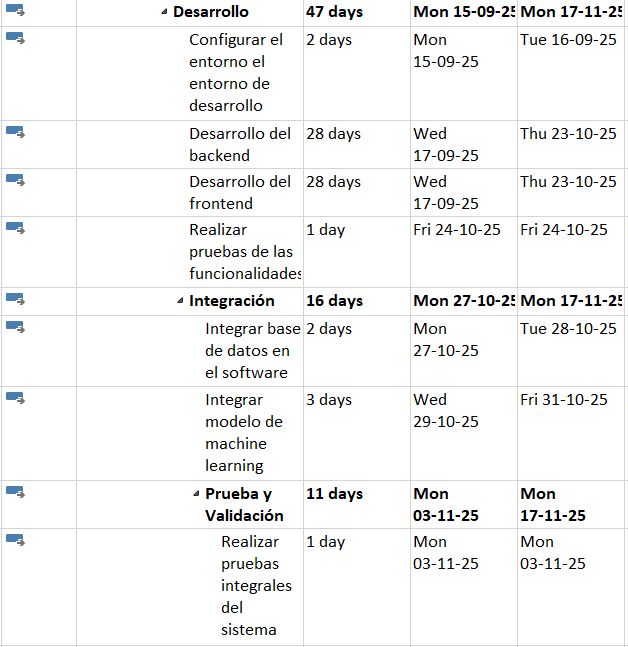 Desarrollo 47 days Mon 15-09-25 Mon 17-11-25
Configurar el 2 days Mon Tue 16-09-25
entorno el 15-09-25
entorno de
desarrollo
Desarrollo del 28 days Wed Thu 23-10-25
backend 17-09-25
Desarrollo del 28 days Wed Thu 23-10-25
frontend 17-09-25
Realizar 1 day Fri 24-10-25 Fri 24-10-25
pruebas de las
funcionalidades
Integración 16 days Mon 27-10-25 Mon 17-11-25
Integrar base 2 days Mon Tue 28-10-25
de datos en 27-10-25
el software
Integrar 3 days Wed Fri 31-10-25
modelo de 29-10-25
machine
learning
Prueba y 11 days Mon Mon
Validación 03-11-25 17-11-25
Realizar 1 day Mon Mon
pruebas 03-11-25 03-11-25
integrales
del
sistema